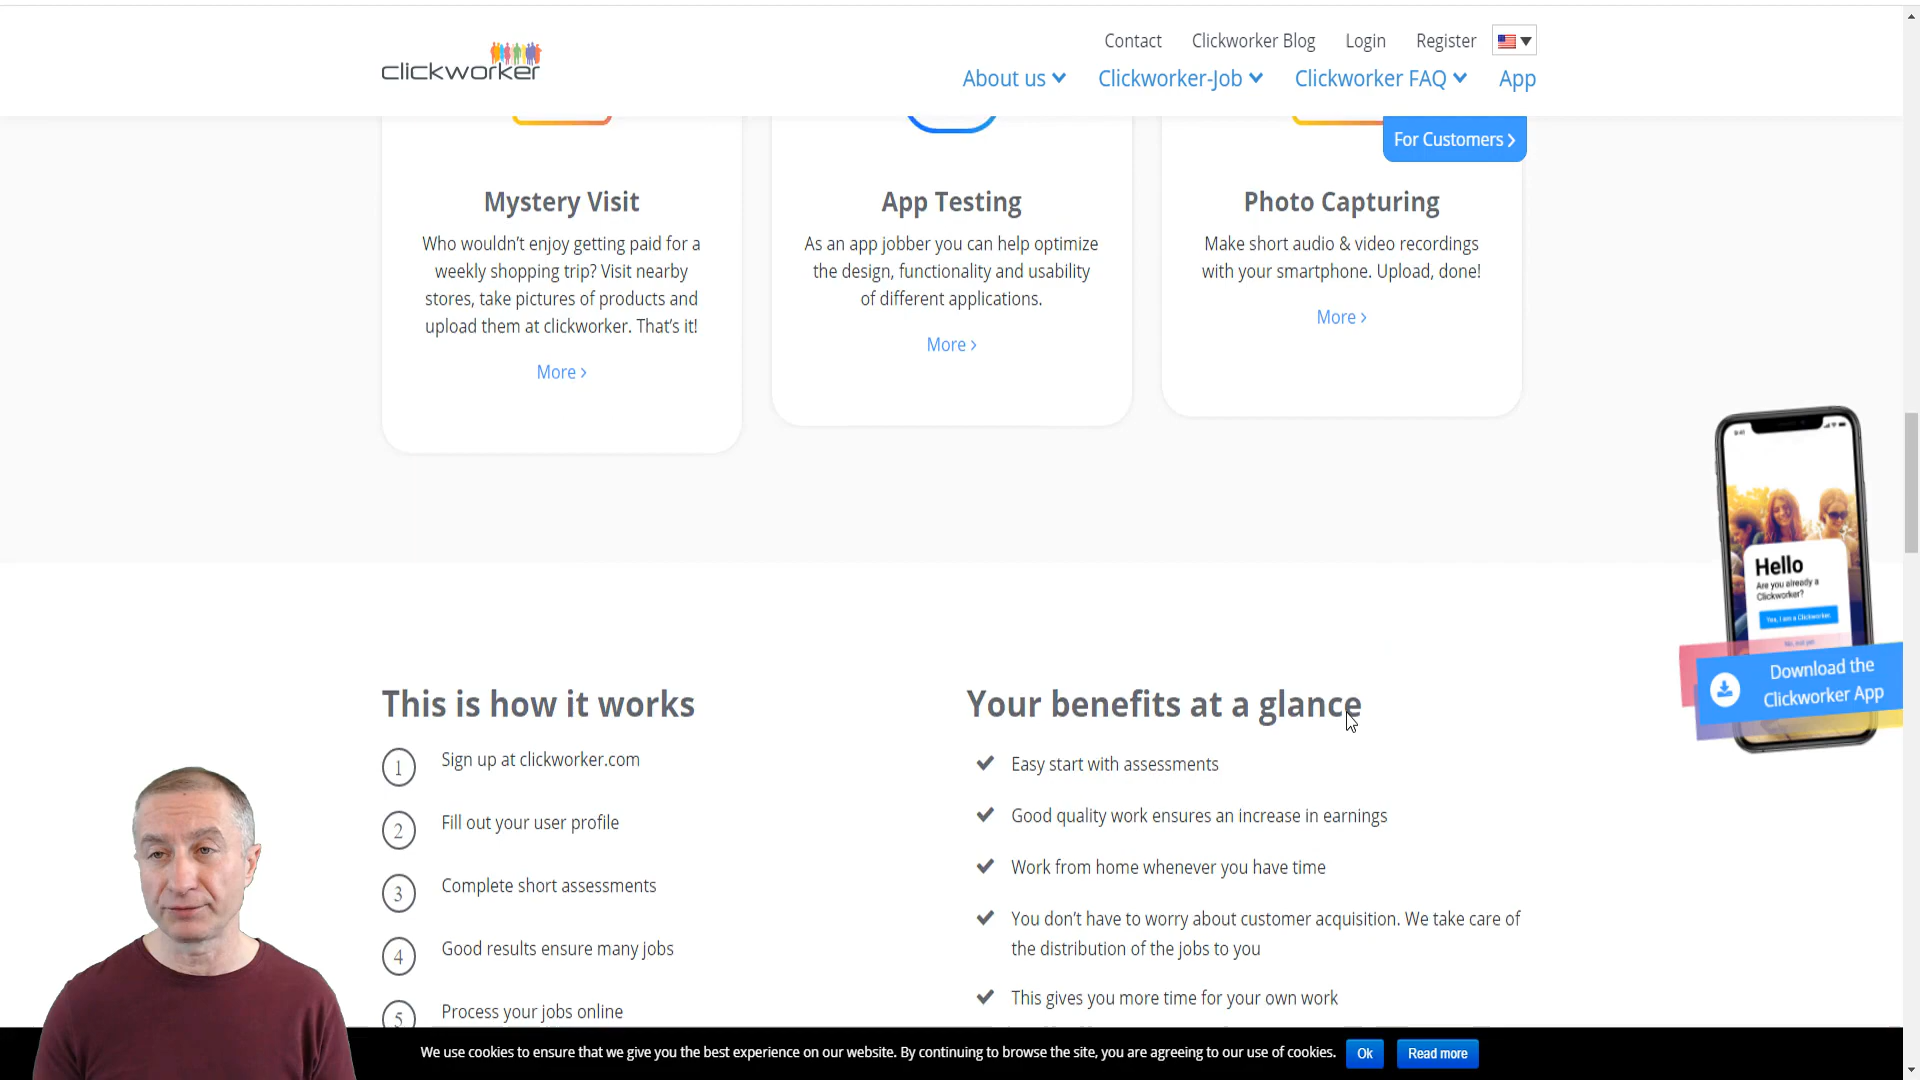 clickworker
Contact
Clickworker Blog
Login
Register
About us
Clickworker-Job
Clickworker FAQ
App
For Customers
Mystery Visit
Who wouldn't enjoy getting paid for a
weekly shopping trip? Visit nearby
stores, take pictures of products and
upload them at clickworker. That's it!
More
App Testing
As an app jobber you can help optimize
the design, functionality and usability
of different applications.
More
Photo Capturing
Make short audio & video recordings
with your smartphone. Upload, done!
More
Hello
Are you already a
Clickworker?
Yes, I am a Clickworker.
Download the
Clickworker App
This is how it works
1 Sign up at clickworker.com
2 Fill out your user profile
3 Complete short assessments
4 Good results ensure many jobs
5 Process your jobs online
Your benefits at a glance
Easy start with assessments
Good quality work ensures an increase in earnings
Work from home whenever you have time
You don't have to worry about customer acquisition. We take care of
the distribution of the jobs to you
This gives you more time for your own work
We use cookies to ensure that we give you the best experience on our website. By continuing to browse the site, you are agreeing to our use of cookies.
Ok
Read more